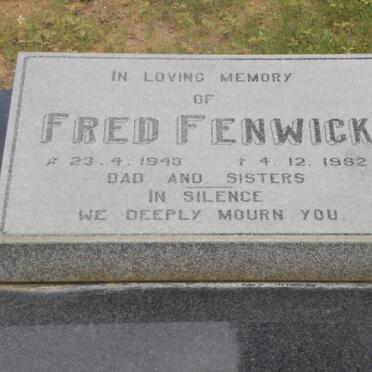 IN LOVING MEMORY
OF
FRED FENWICK
☆ 23.4.1943 † 4.12.1982
DAD AND SISTERS
IN SILENCE
WE DEEPLY MOURN YOU.